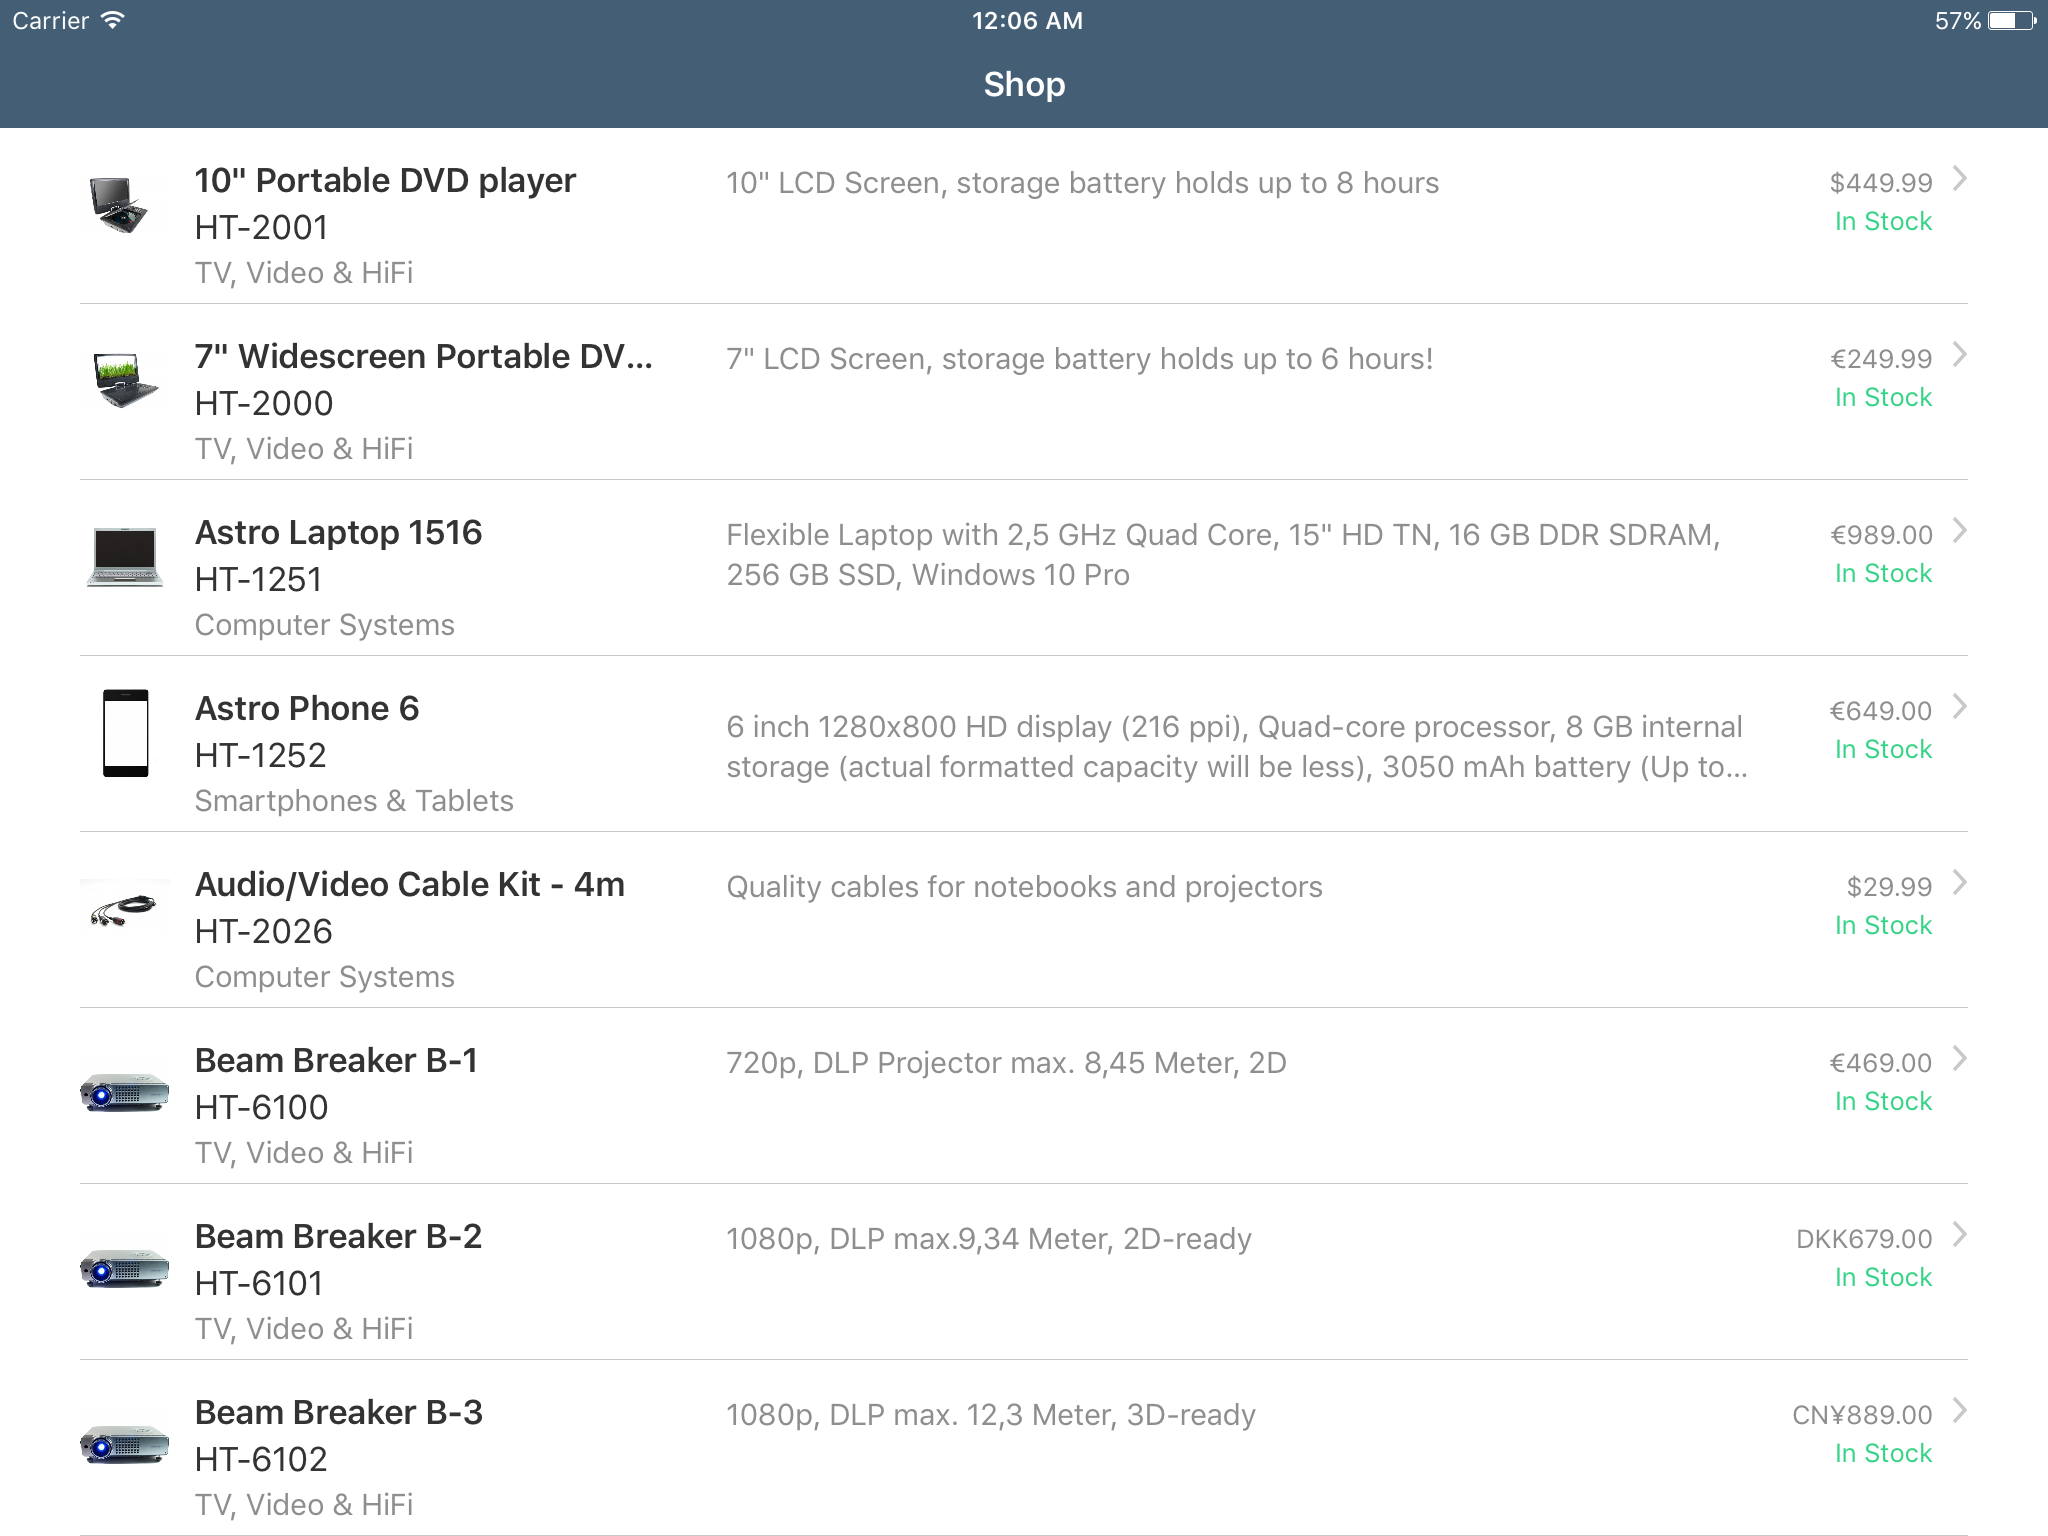 Carrier
12:06 AM
57%
Shop
10" Portable DVD player
HT-2001
TV, Video & HiFi
10" LCD Screen, storage battery holds up to 8 hours
$449.99
In Stock
7" Widescreen Portable DV...
HT-2000
TV, Video & HiFi
7" LCD Screen, storage battery holds up to 6 hours!
€249.99
In Stock
Astro Laptop 1516
HT-1251
Computer Systems
Flexible Laptop with 2,5 GHz Quad Core, 15" HD TN, 16 GB DDR SDRAM,
256 GB SSD, Windows 10 Pro
€989.00
In Stock
Astro Phone 6
HT-1252
Smartphones & Tablets
6 inch 1280x800 HD display (216 ppi), Quad-core processor, 8 GB internal
storage (actual formatted capacity will be less), 3050 mAh battery (Up to...
€649.00
In Stock
Audio/Video Cable Kit - 4m
HT-2026
Computer Systems
Quality cables for notebooks and projectors
$29.99
In Stock
Beam Breaker B-1
HT-6100
TV, Video & HiFi
720p, DLP Projector max. 8,45 Meter, 2D
€469.00
In Stock
Beam Breaker B-2
HT-6101
TV, Video & HiFi
1080p, DLP max.9,34 Meter, 2D-ready
DKK679.00
In Stock
Beam Breaker B-3
HT-6102
TV, Video & HiFi
1080p, DLP max. 12,3 Meter, 3D-ready
CN¥889.00
In Stock